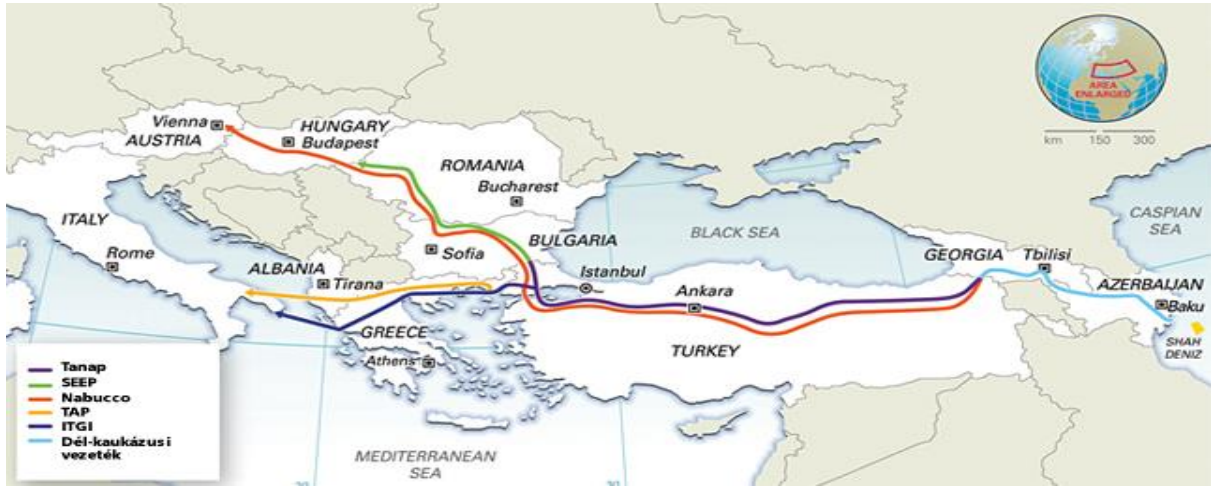 AREA
ENLARGED
km 150 300
Vienna
AUSTRIA
HUNGARY
Budapest
ROMANIA
Bucharest
ITALY
Rome
ALBANIA
Tirana
Sofia
BULGARIA
BLACK SEA
Istanbul
Ankara
GREECE
Athens
TURKEY
GEORGIA
Tbilisi
CASPIAN
SEA
AZERBAIJAN
Baku
SHAH
DENIZ
MEDITERRANEAN
SEA
Tanap
SEEP
Nabucco
TAP
ITGI
Dél-kaukázusi
vezeték